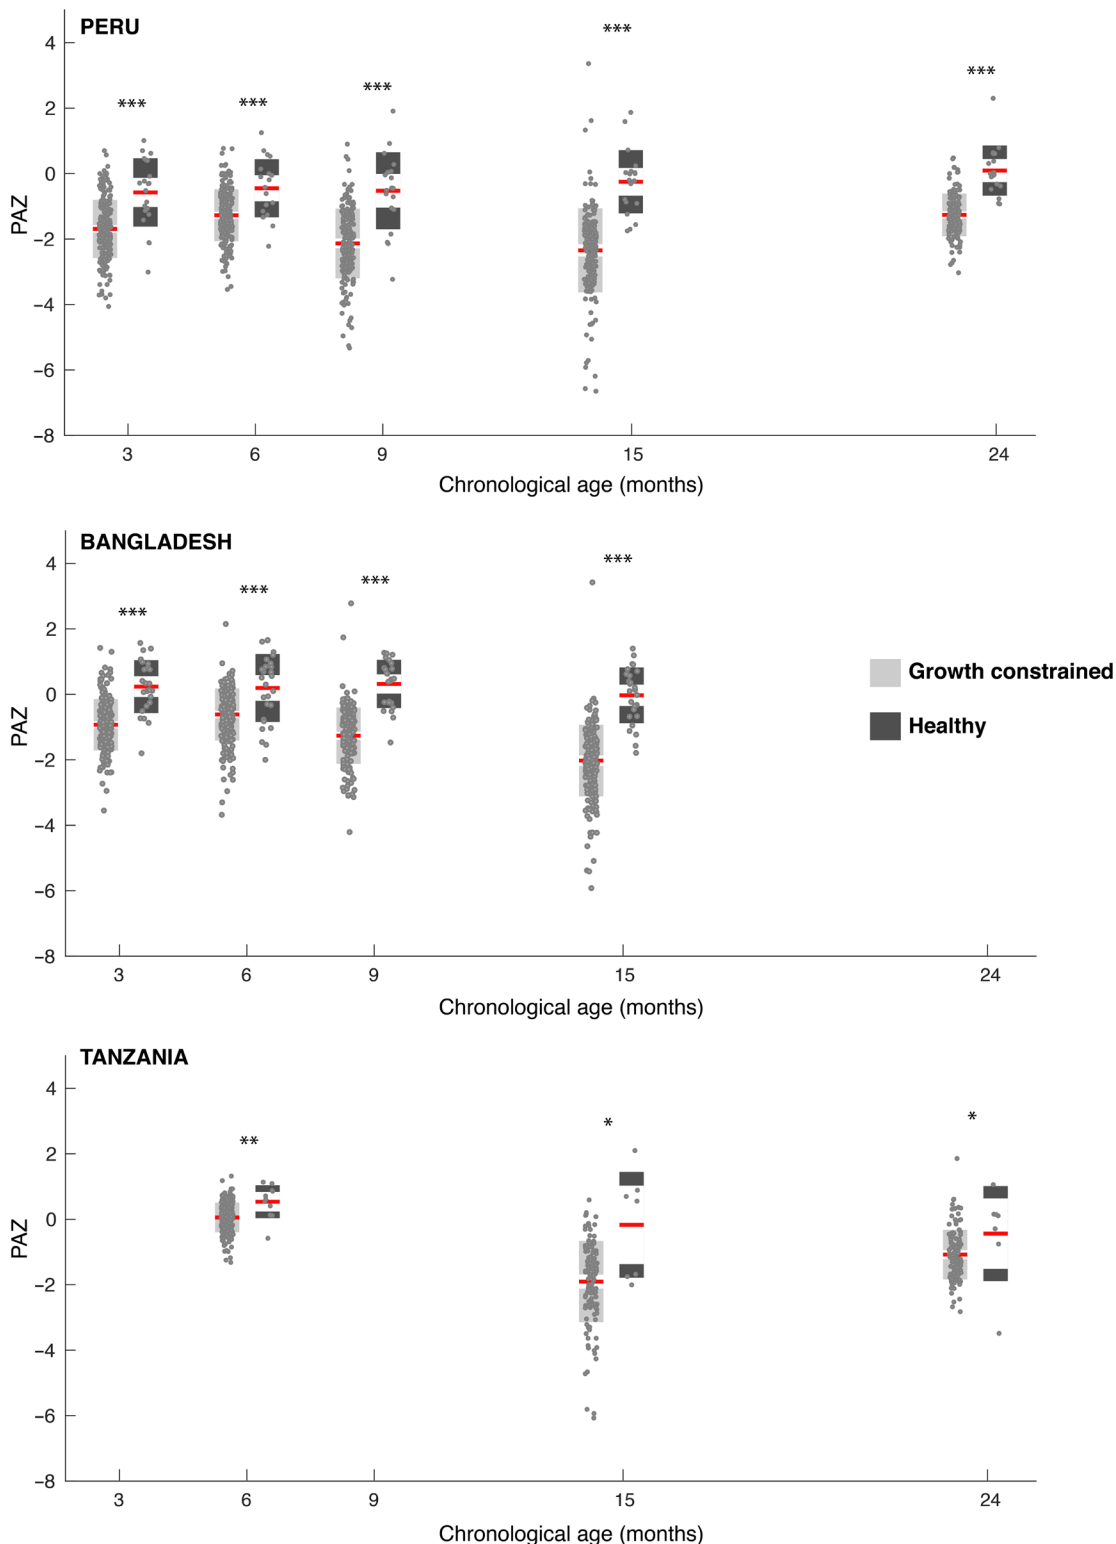 PERU
***
***
***
***
***
PAZ
4
2
0
−2
−4
−6
−8
3 6 9 15 24
Chronological age (months)
BANGLADESH
***
***
***
***
PAZ
4
2
0
−2
−4
−6
−8
3 6 9 15 24
Chronological age (months)
Growth constrained
Healthy
TANZANIA
**
*
*
PAZ
4
2
0
−2
−4
−6
−8
3 6 9 15 24
Chronological age (months)